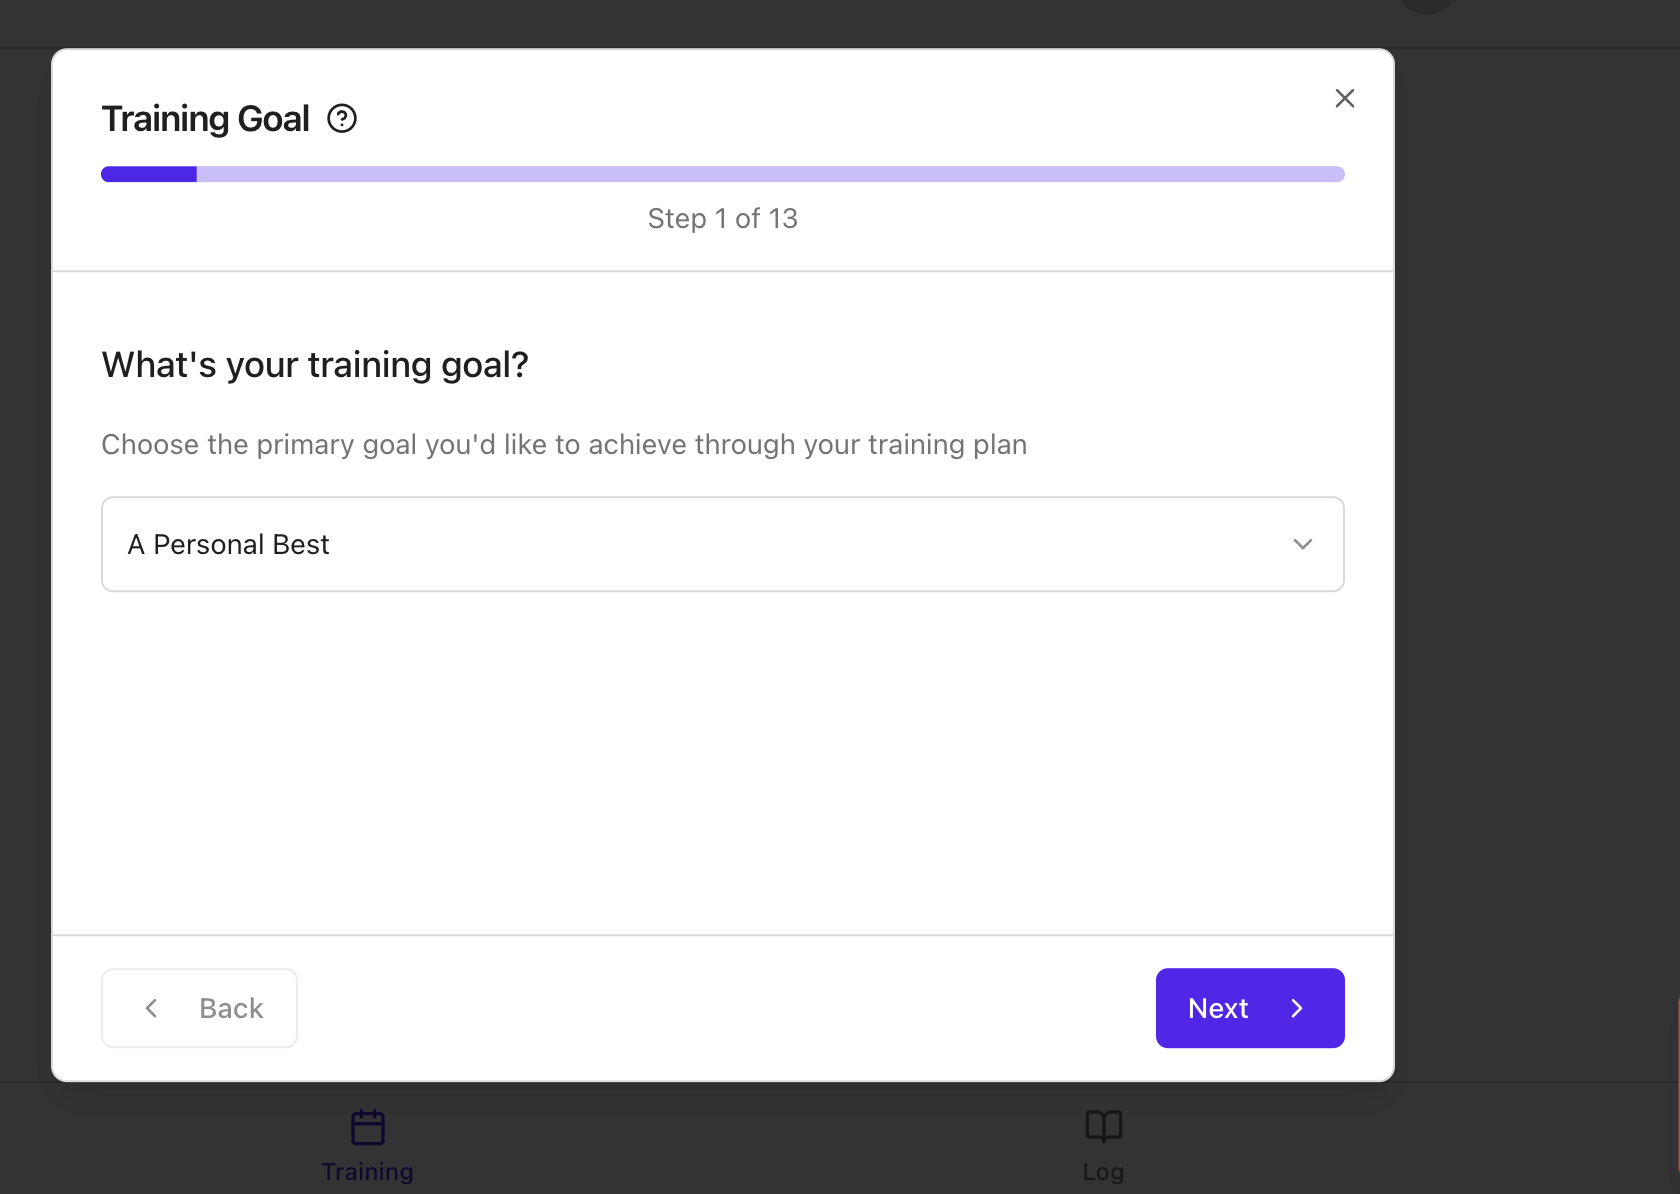 Training Goal
Step 1 of 13
What's your training goal?
Choose the primary goal you'd like to achieve through your training plan
A Personal Best
Back
Next
Training
Log